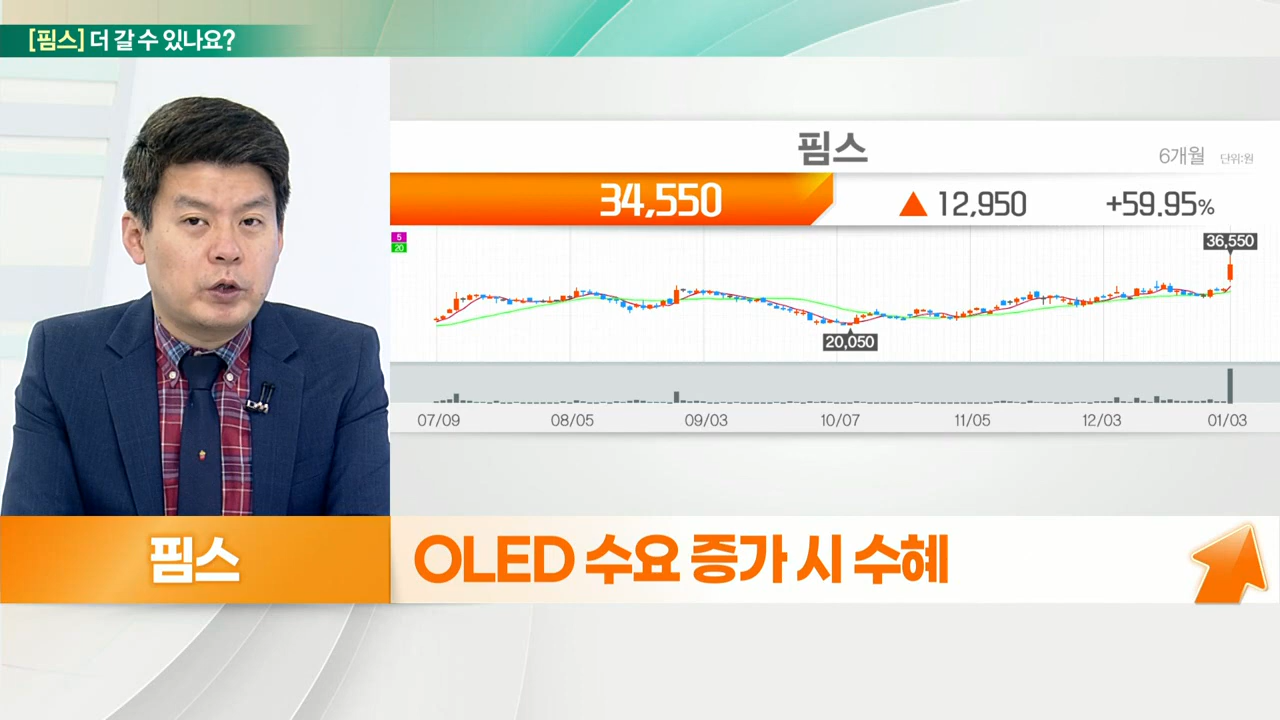 [핌스] 더 갈 수 있나요?
핌스
6개월 단위:원
34,550 ▲ 12,950 +59.95%
5
20
36,550
20,050
07/09 08/05 09/03 10/07 11/05 12/03 01/03
핌스
OLED 수요 증가 시 수혜